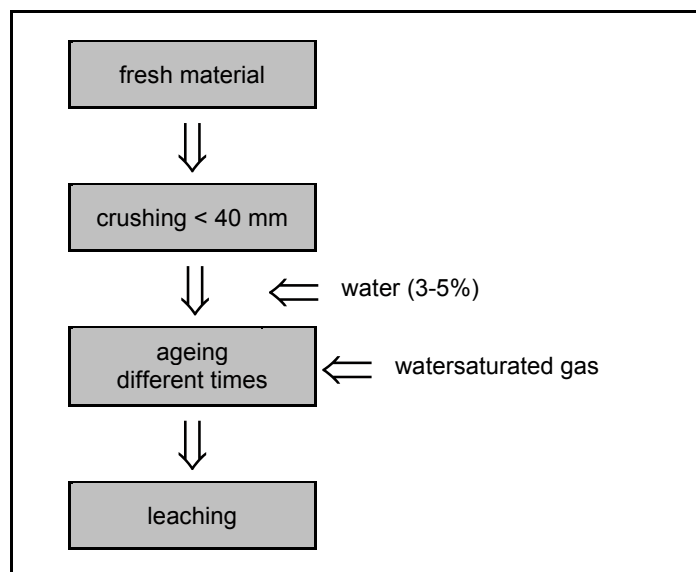 fresh material
crushing < 40 mm
water (3-5%)
ageing
different times
watersaturated gas
leaching